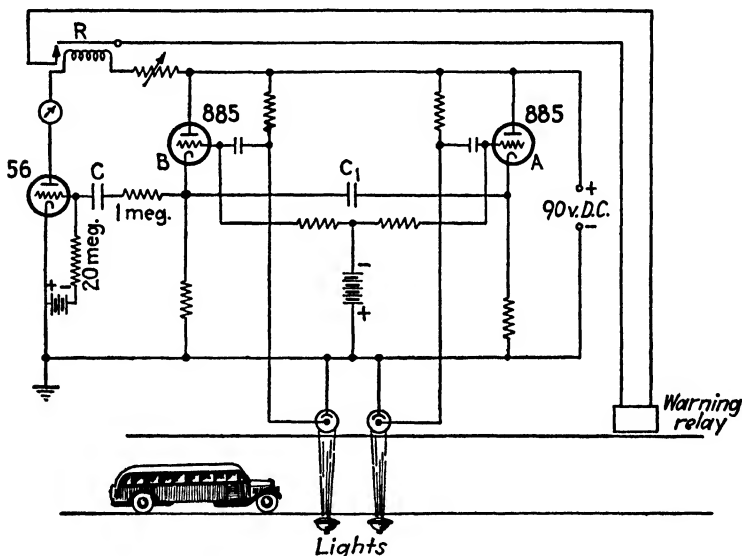 R
885
885
B
A
56
C
1 meg.
C₁
20 meg.
+ -
+
90 v. D.C.
-
-
+
Warning
relay
Lights